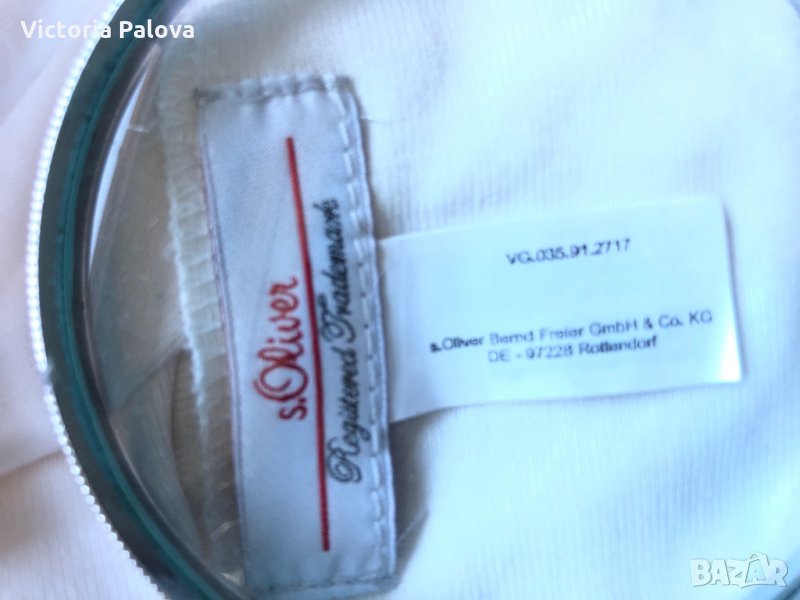 Victoria Palova
s.Oliver
Registered Trademark
VG.035.91.2717
s.Oliver Bernd Freier GmbH & Co. KG
DE - 97228 Rottendorf
BAZAR